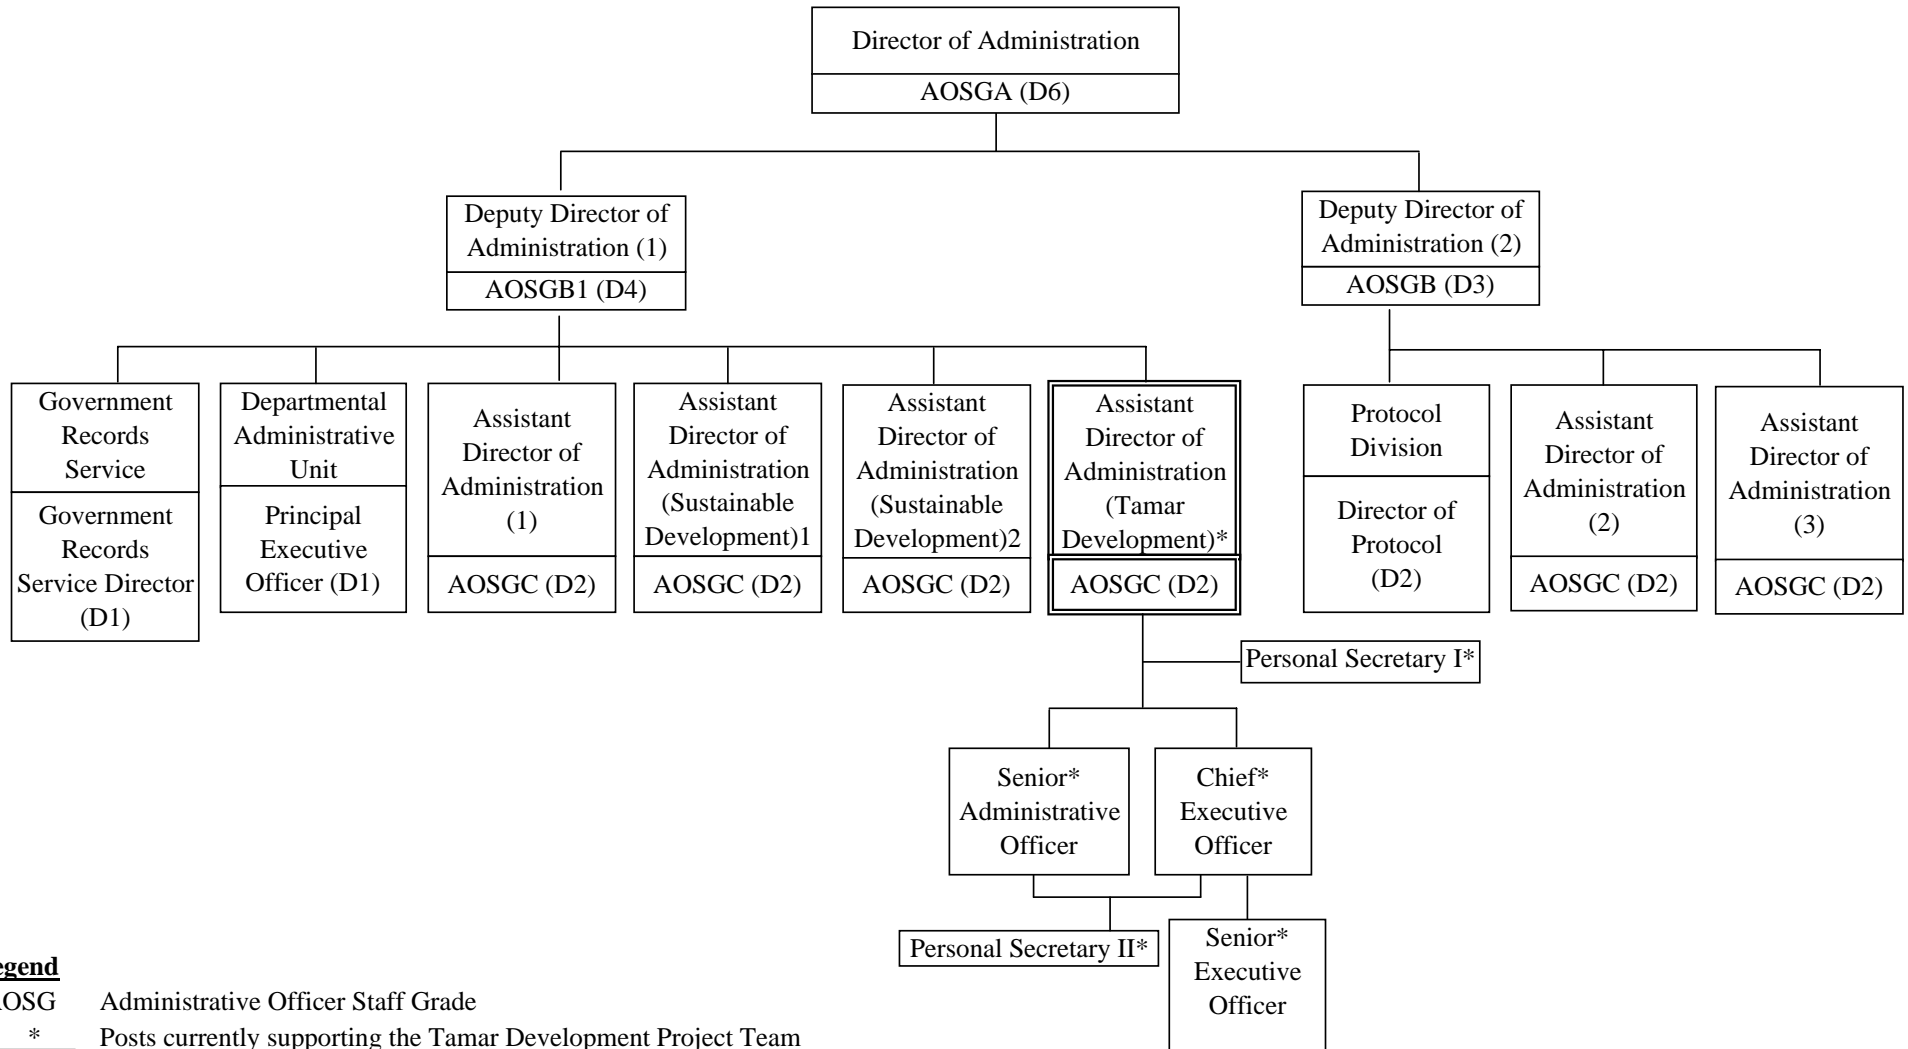 Director of Administration
AOSGA (D6)
Deputy Director of
Administration (1)
AOSGB1 (D4)
Deputy Director of
Administration (2)
AOSGB (D3)
Government
Records
Service
Government
Records
Service Director
(D1)
Departmental
Administrative
Unit
Principal
Executive
Officer (D1)
Assistant
Director of
Administration
(1)
AOSGC (D2)
Assistant
Director of
Administration
(Sustainable
Development)1
AOSGC (D2)
Assistant
Director of
Administration
(Sustainable
Development)2
AOSGC (D2)
Assistant
Director of
Administration
(Tamar
Development)*
AOSGC (D2)
Protocol
Division
Director of
Protocol
(D2)
Assistant
Director of
Administration
(2)
AOSGC (D2)
Assistant
Director of
Administration
(3)
AOSGC (D2)
Personal Secretary I*
Senior*
Administrative
Officer
Chief*
Executive
Officer
Personal Secretary II*
Senior*
Executive
Officer
egend
OSG Administrative Officer Staff Grade
* Posts currently supporting the Tamar Development Project Team